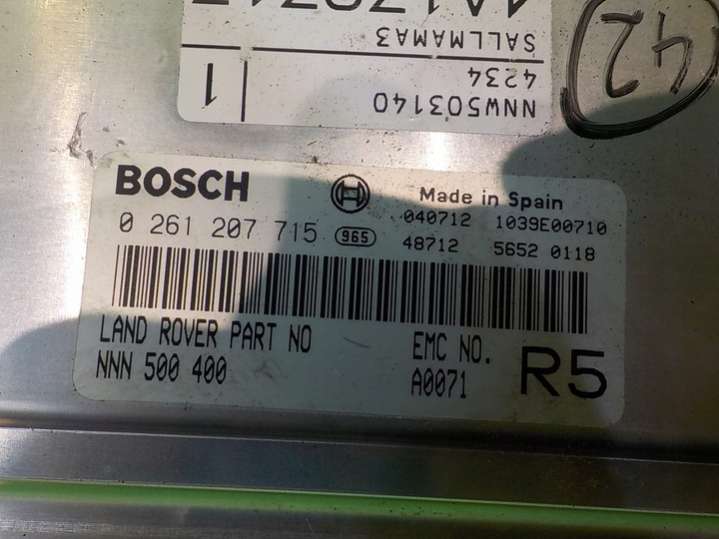 SALLMAMA3
4234
NNW503140
1
42
BOSCH
Made in Spain
0 261 207 715
965
040712 1039E00710
48712 5652 0118
LAND ROVER PART NO
NNN 500 400
EMC NO.
A0071
R5